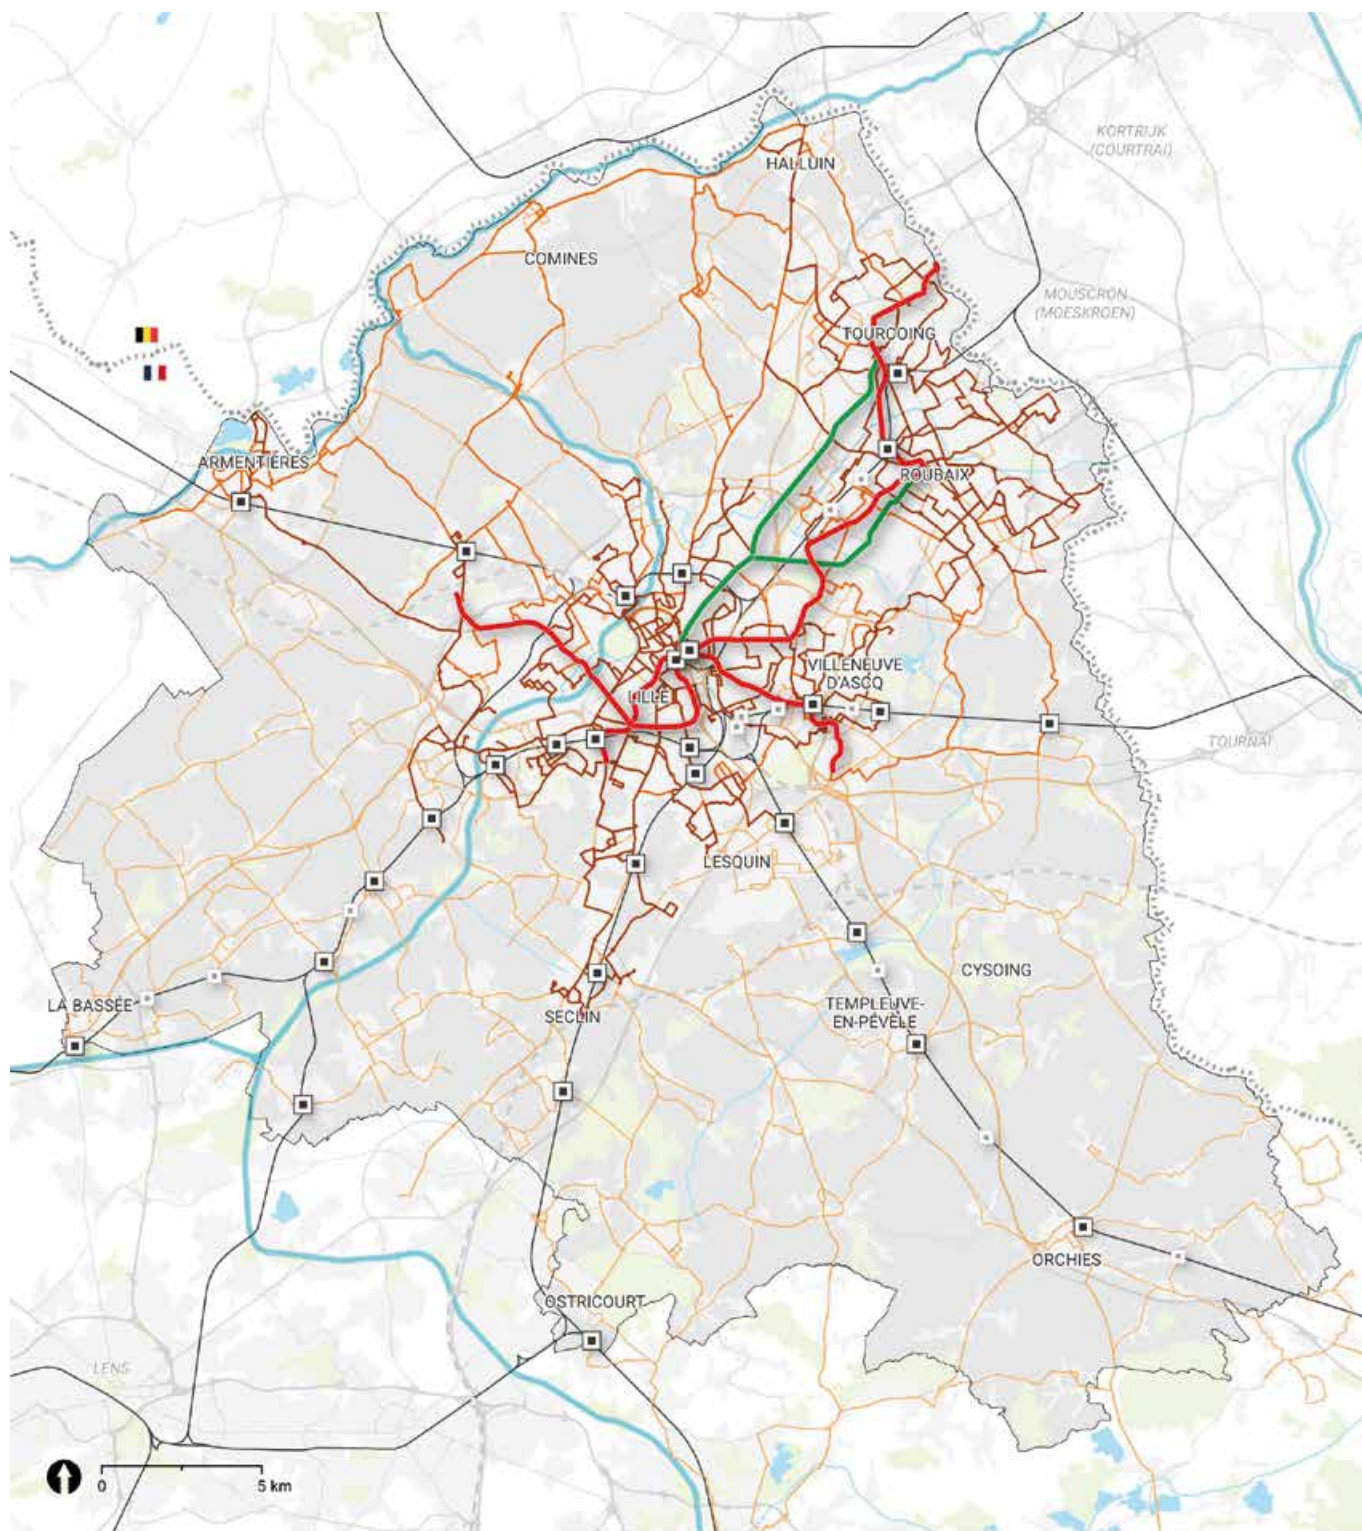 KORTRIJK
(COURTRAI)
HALLUIN
COMINES
MOUSCRON
(MOESKROEN)
TOURCOING
ARMENTIÈRES
ROUBAIX
VILLENEUVE
D'ASCQ
LILLE
TOURNAI
LESQUIN
CYSOING
LA BASSÉE
TEMPLEUVE-
EN-PÉVÈLE
SECLIN
ORCHIES
OSTRICOURT
LENS
0
5 km